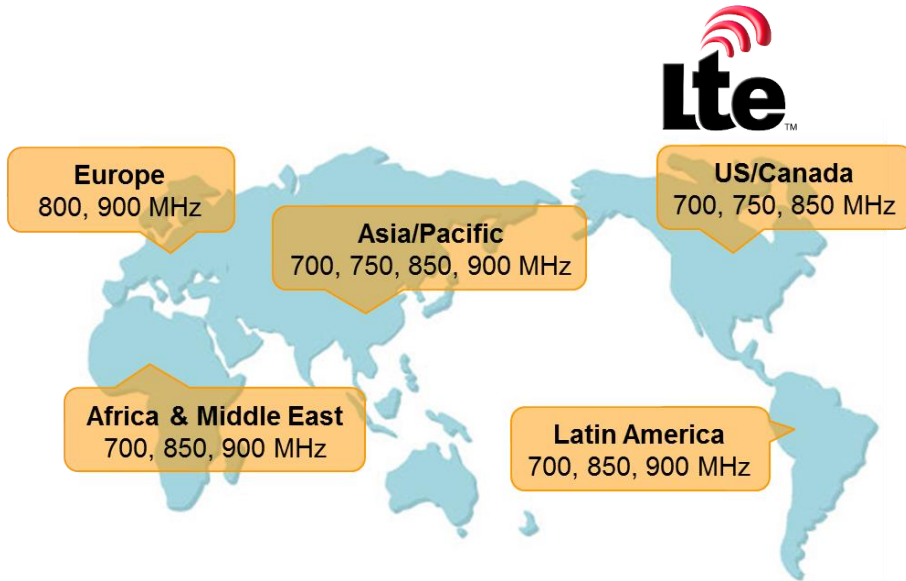 Lte
TM
Europe
800, 900 MHz
US/Canada
700, 750, 850 MHz
Asia/Pacific
700, 750, 850, 900 MHz
Africa & Middle East
700, 850, 900 MHz
Latin America
700, 850, 900 MHz